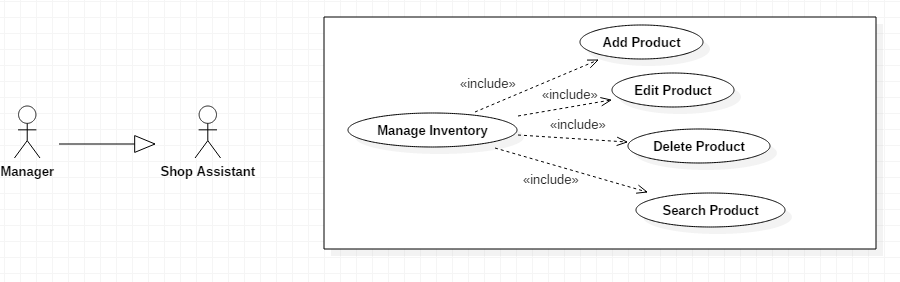 Add Product
«include»
Edit Product
«include»
Manage Inventory
«include»
Delete Product
Manager
Shop Assistant
«include»
Search Product